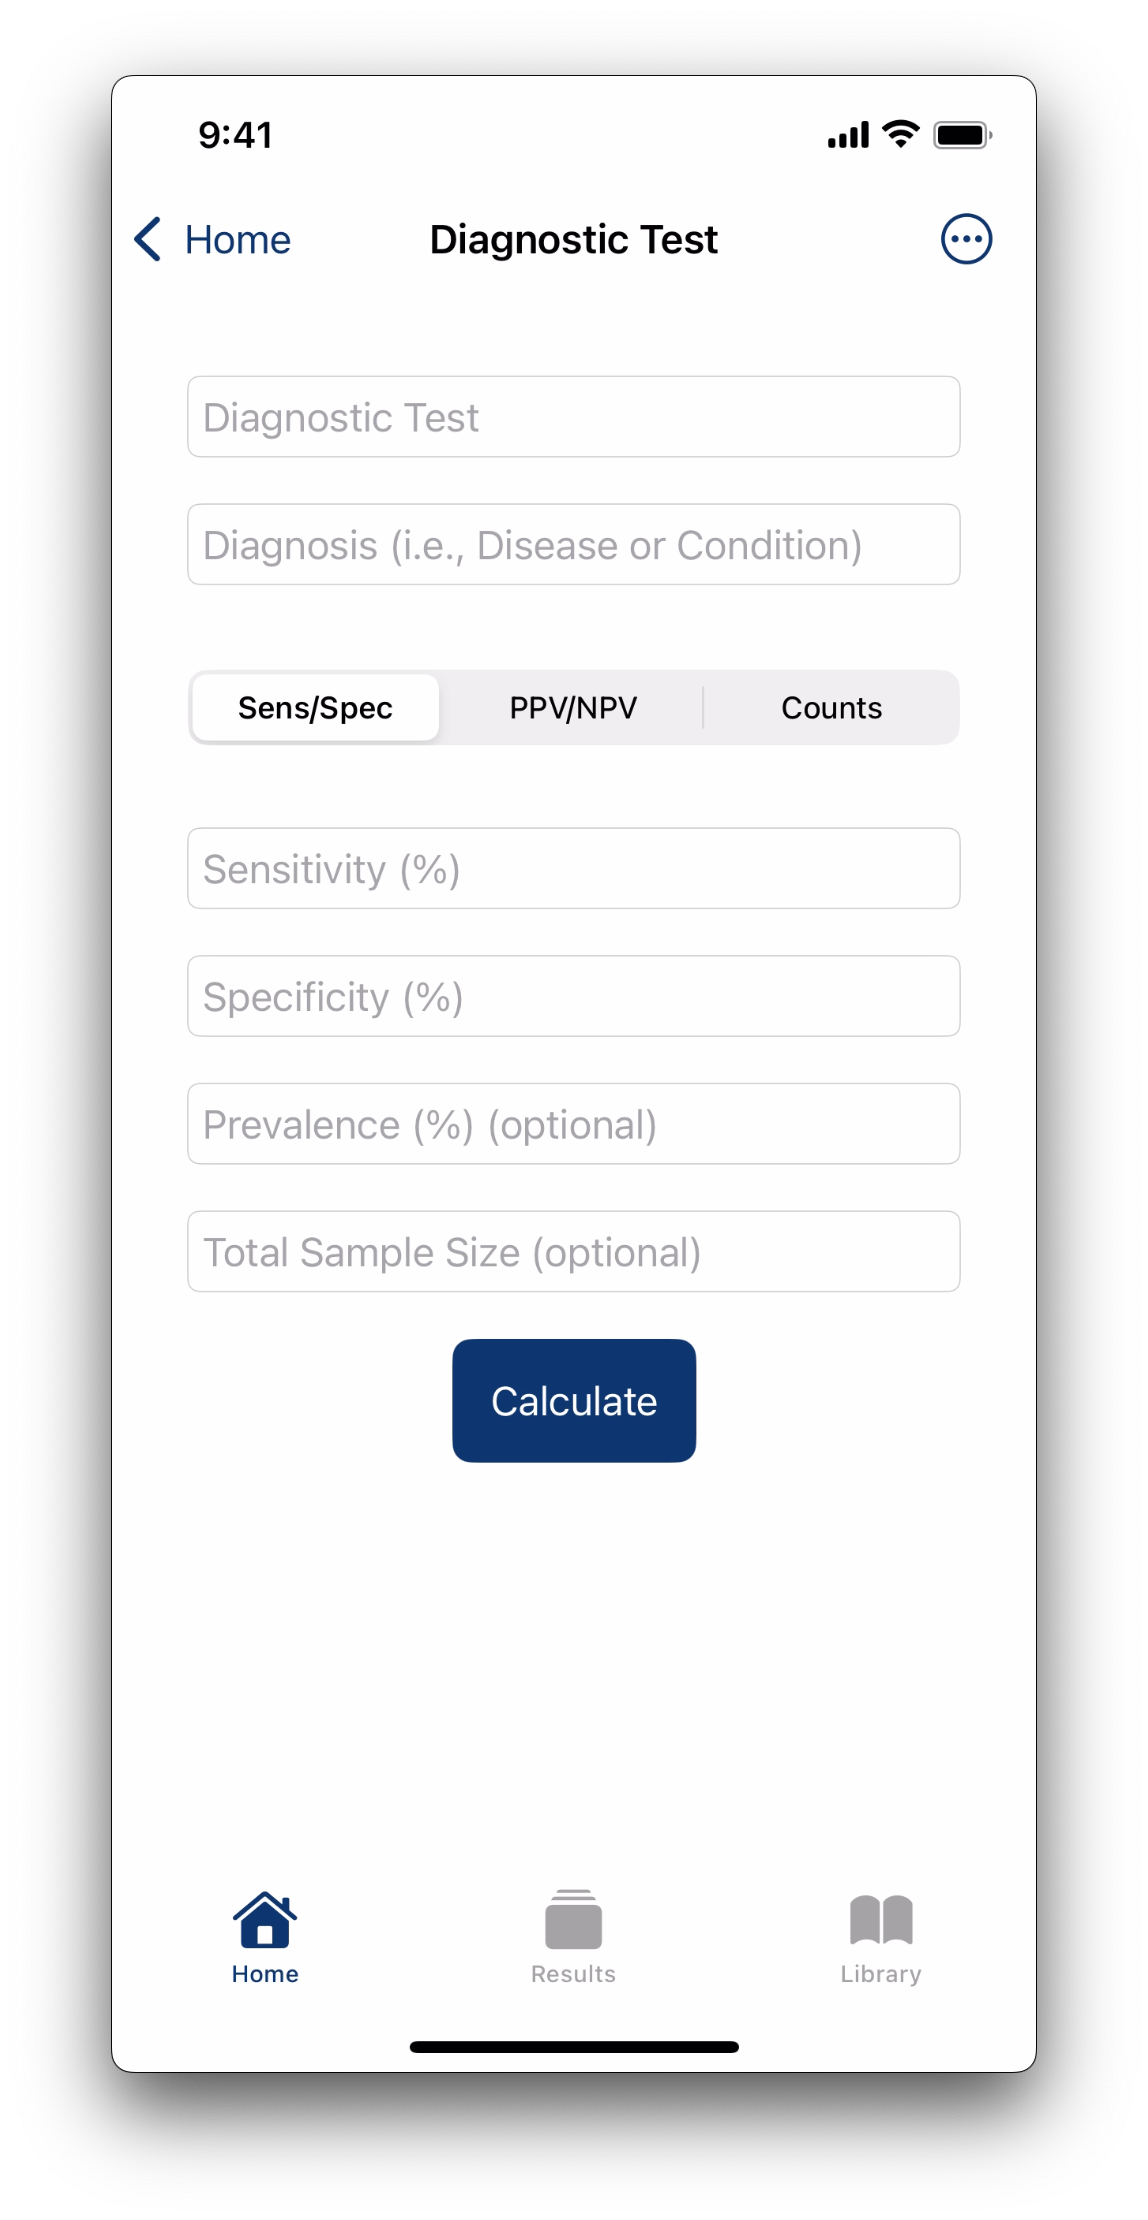 9:41
Home
Diagnostic Test
Diagnostic Test
Diagnosis (i.e., Disease or Condition)
Sens/Spec
PPV/NPV
Counts
Sensitivity (%)
Specificity (%)
Prevalence (%) (optional)
Total Sample Size (optional)
Calculate
Home
Results
Library